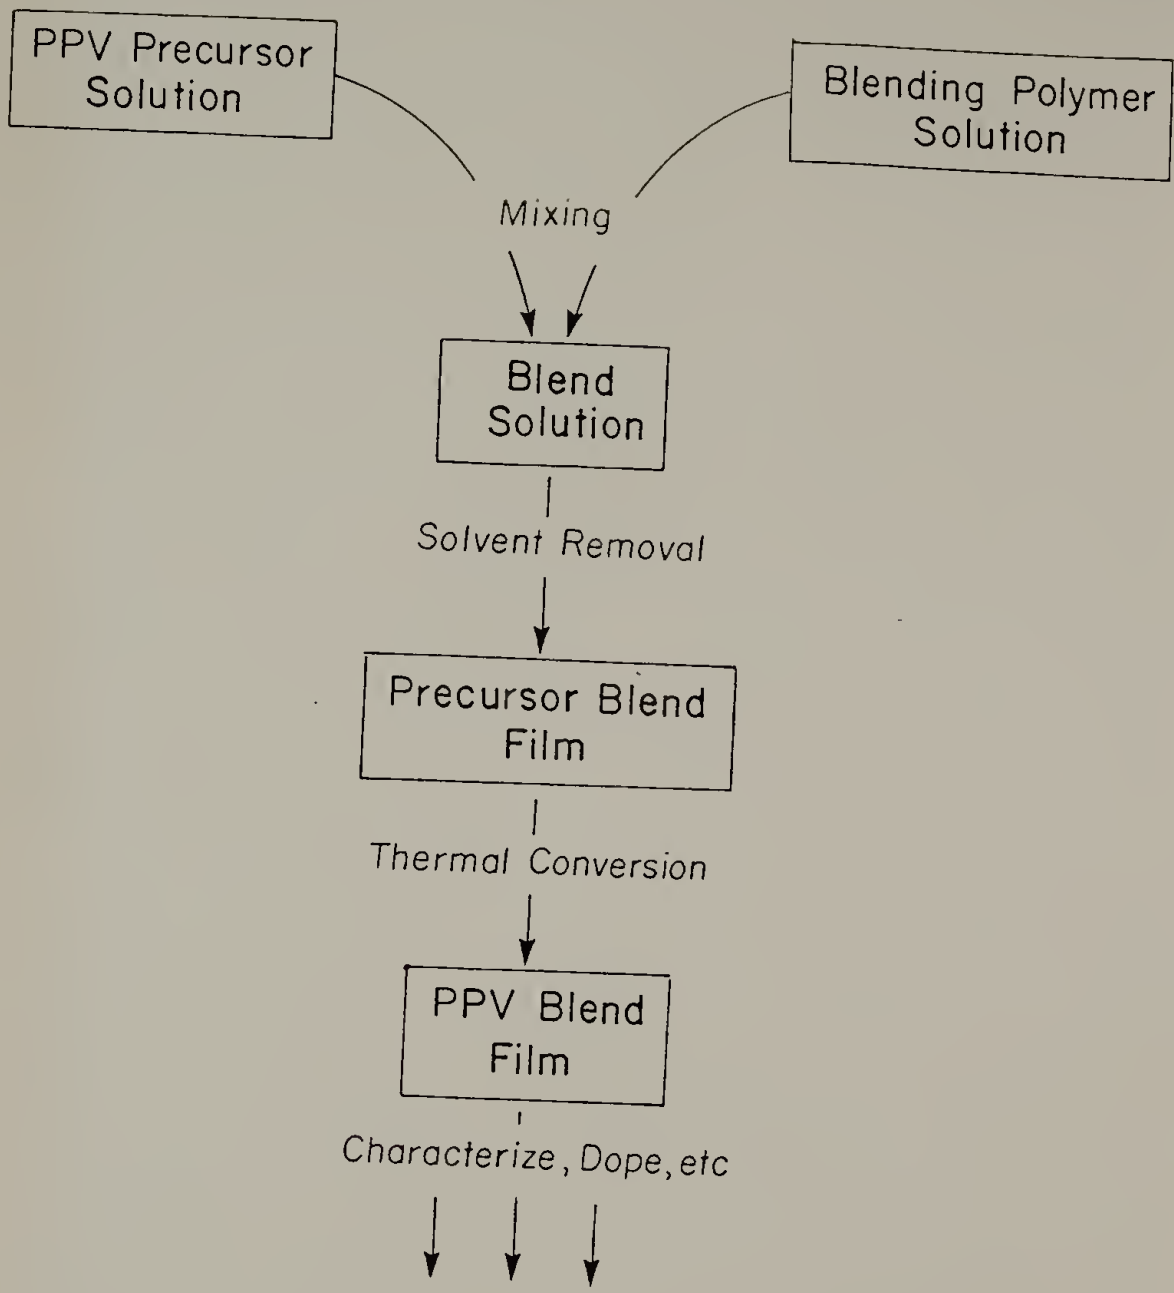 PPV Precursor
Solution
Blending Polymer
Solution
Mixing
Blend
Solution
Solvent Removal
Precursor Blend
Film
Thermal Conversion
PPV Blend
Film
Characterize, Dope, etc